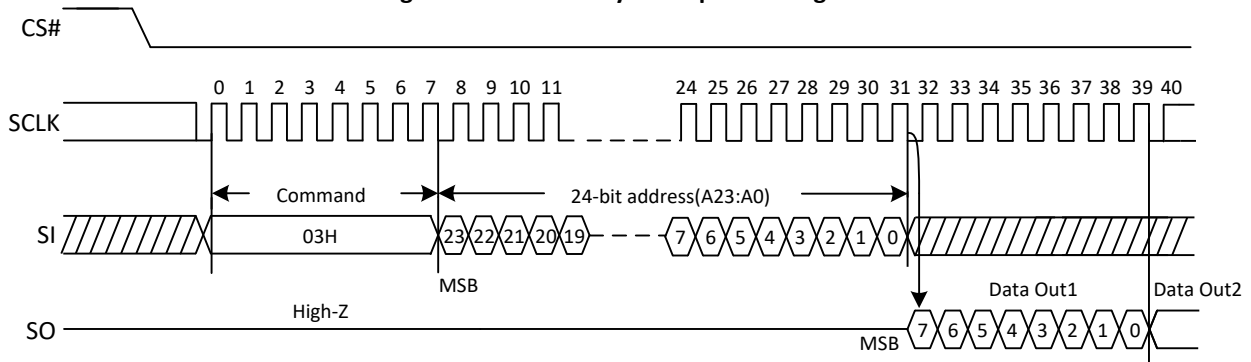 CS#
0 1 2 3 4 5 6 7 8 9 10 11 24 25 26 27 28 29 30 31 32 33 34 35 36 37 38 39 40
SCLK
Command 24-bit address(A23:A0)
SI 03H 23 22 21 20 19 7 6 5 4 3 2 1 0
MSB Data Out1 Data Out2
High-Z
SO MSB 7 6 5 4 3 2 1 0